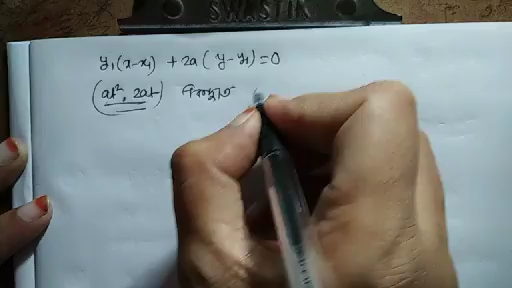 SWASTIK
y₁(x-x₁) + 2a(y-y₁)=0
(at², 2at) বিন্দুতে